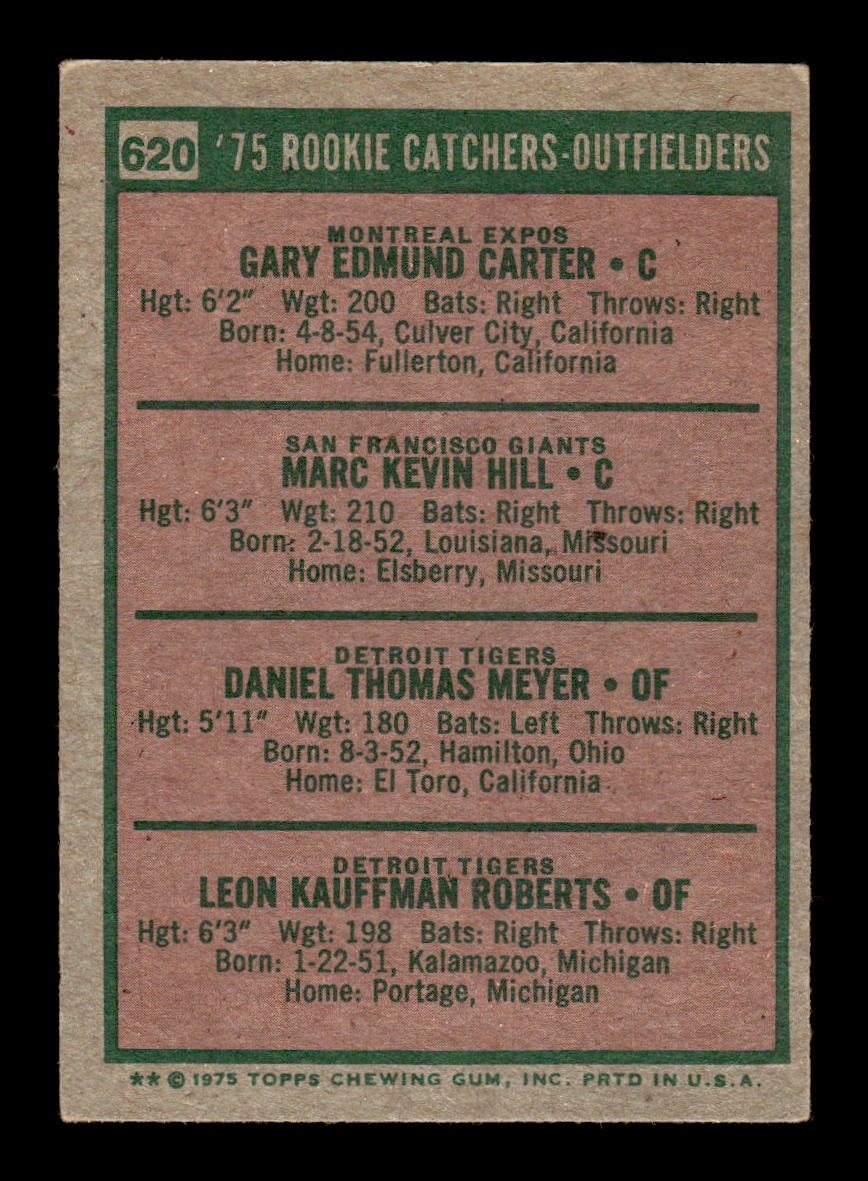 620 '75 ROOKIE CATCHERS-OUTFIELDERS
MONTREAL EXPOS
GARY EDMUND CARTER • C
Hgt: 6'2" Wgt: 200 Bats: Right Throws: Right
Born: 4-8-54, Culver City, California
Home: Fullerton, California
SAN FRANCISCO GIANTS
MARC KEVIN HILL • C
Hgt: 6'3" Wgt: 210 Bats: Right Throws: Right
Born: 2-18-52, Louisiana, Missouri
Home: Elsberry, Missouri
DETROIT TIGERS
DANIEL THOMAS MEYER • OF
Hgt: 5'11" Wgt: 180 Bats: Left Throws: Right
Born: 8-3-52, Hamilton, Ohio
Home: El Toro, California
DETROIT TIGERS
LEON KAUFFMAN ROBERTS • OF
Hgt: 6'3" Wgt: 198 Bats: Right Throws: Right
Born: 1-22-51, Kalamazoo, Michigan
Home: Portage, Michigan
** © 1975 TOPPS CHEWING GUM, INC. PRTD IN U.S.A.